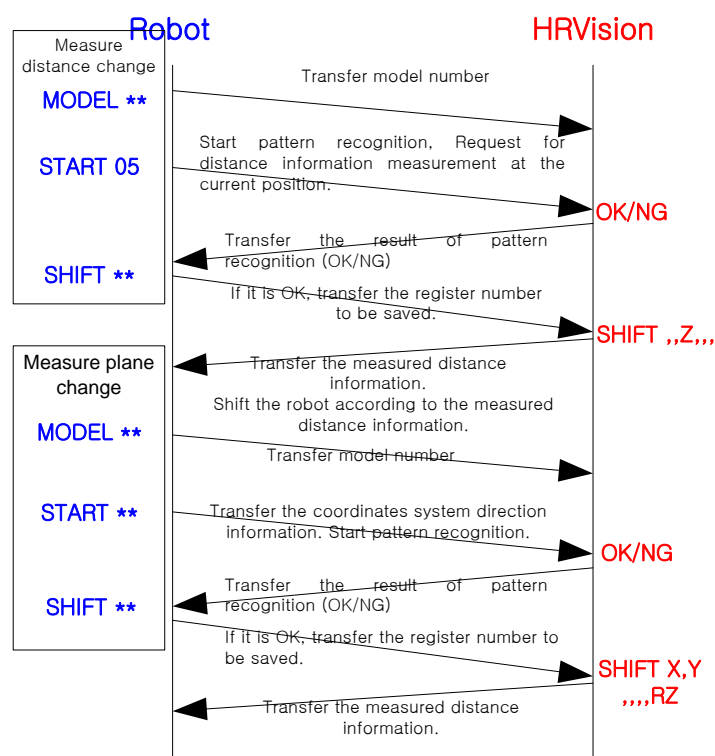 Robot
HRVision
Measure
distance change
Transfer model number
MODEL **
Start pattern recognition, Request for
distance information measurement at the
current position.
START 05
OK/NG
Transfer the result of pattern
recognition (OK/NG)
SHIFT **
If it is OK, transfer the register number
to be saved.
SHIFT ,,Z,,,
Measure plane
change
Transfer the measured distance
information.
Shift the robot according to the measured
distance information.
MODEL **
Transfer model number
START **
Transfer the coordinates system direction
information. Start pattern recognition.
OK/NG
Transfer the result of pattern
recognition (OK/NG)
SHIFT **
If it is OK, transfer the register number to
be saved.
SHIFT X,Y
,,,,RZ
Transfer the measured distance
information.